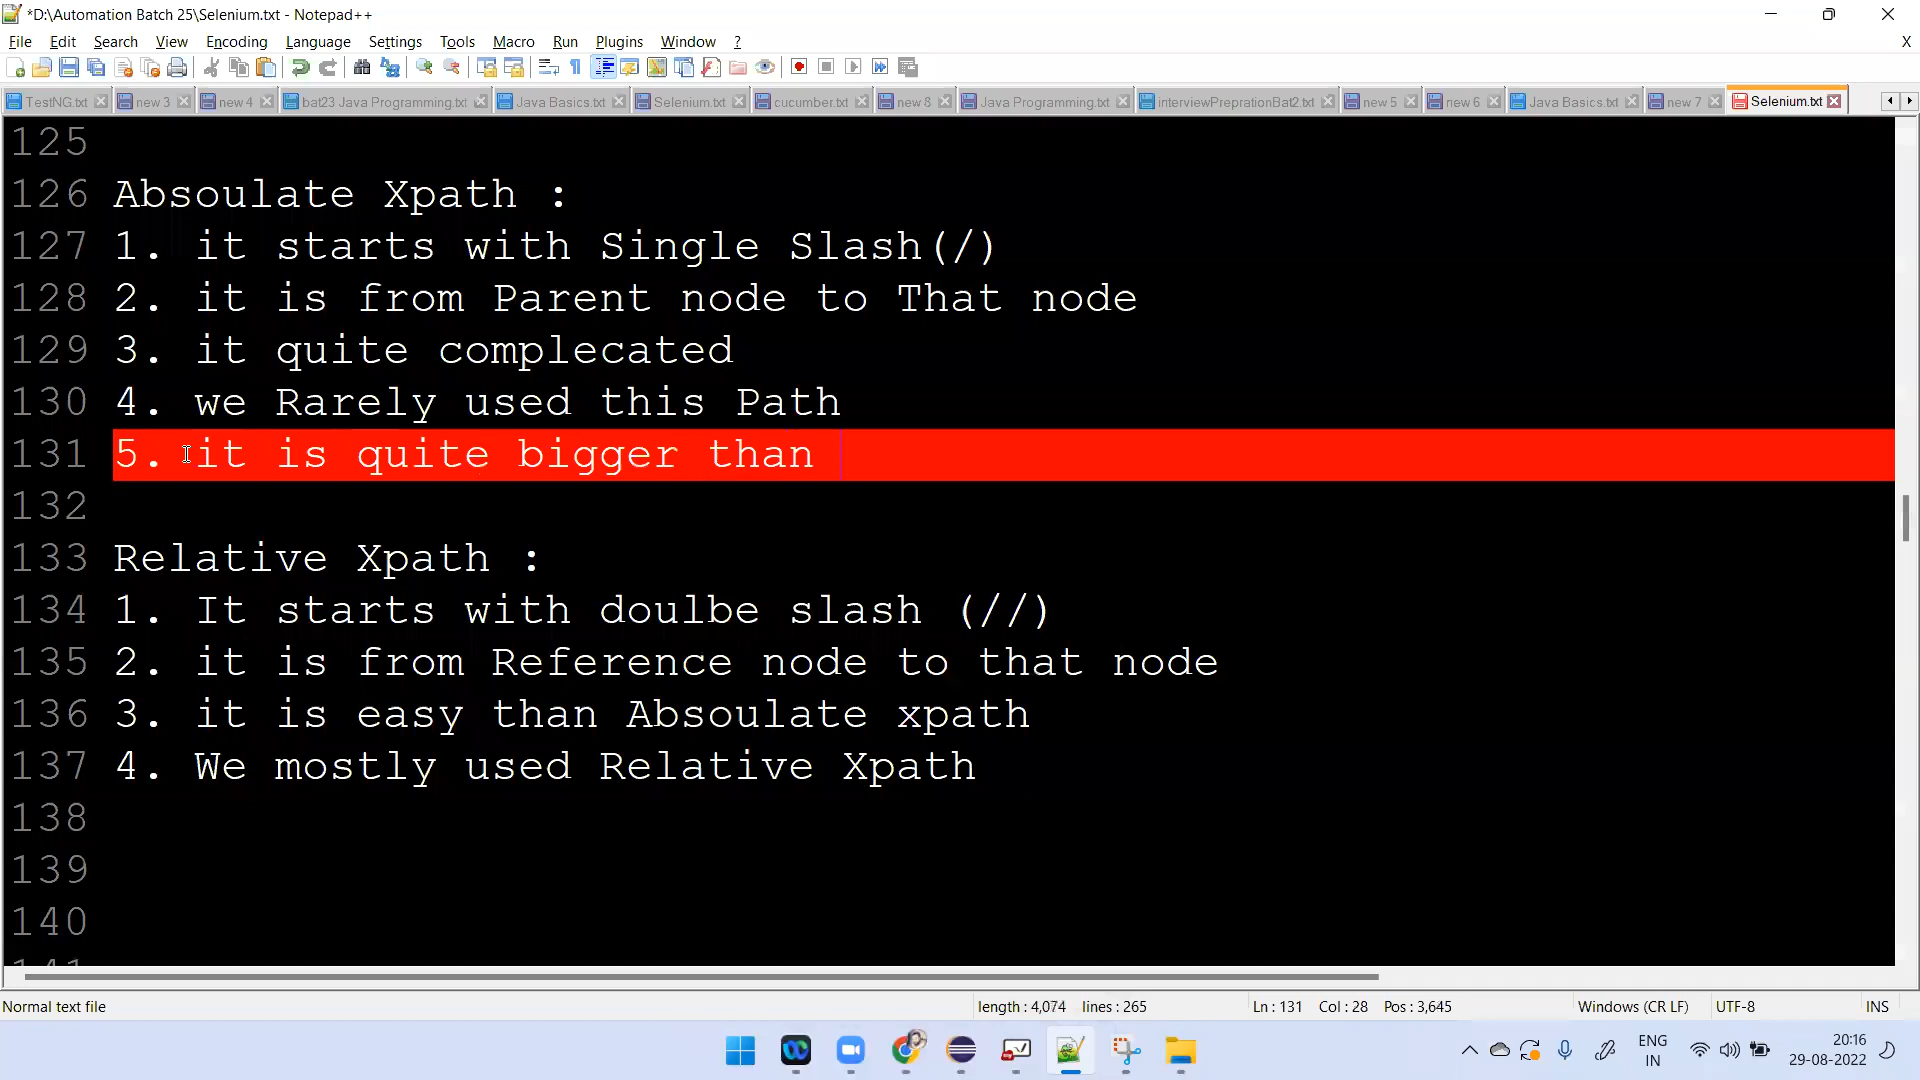 *D:\Automation Batch 25\Selenium.txt - Notepad++
File Edit Search View Encoding Language Settings Tools Macro Run Plugins Window ? X
TestNG.txt new 3 new 4 bat23 Java Programming.txt Java Basics.txt Selenium.txt cucumber.txt new 8 Java Programming.txt interviewPreprationBat2.txt new 5 new 6 Java Basics.txt new 7 Selenium.txt
125
126 Absoulate Xpath :
127 1. it starts with Single Slash(/)
128 2. it is from Parent node to That node
129 3. it quite complecated
130 4. we Rarely used this Path
131 5. it is quite bigger than
132
133 Relative Xpath :
134 1. It starts with doulbe slash (//)
135 2. it is from Reference node to that node
136 3. it is easy than Absoulate xpath
137 4. We mostly used Relative Xpath
138
139
140
141
Normal text file length : 4,074 lines : 265 Ln : 131 Col : 28 Pos : 3,645 Windows (CR LF) UTF-8 INS
ENG 20:16
IN 29-08-2022